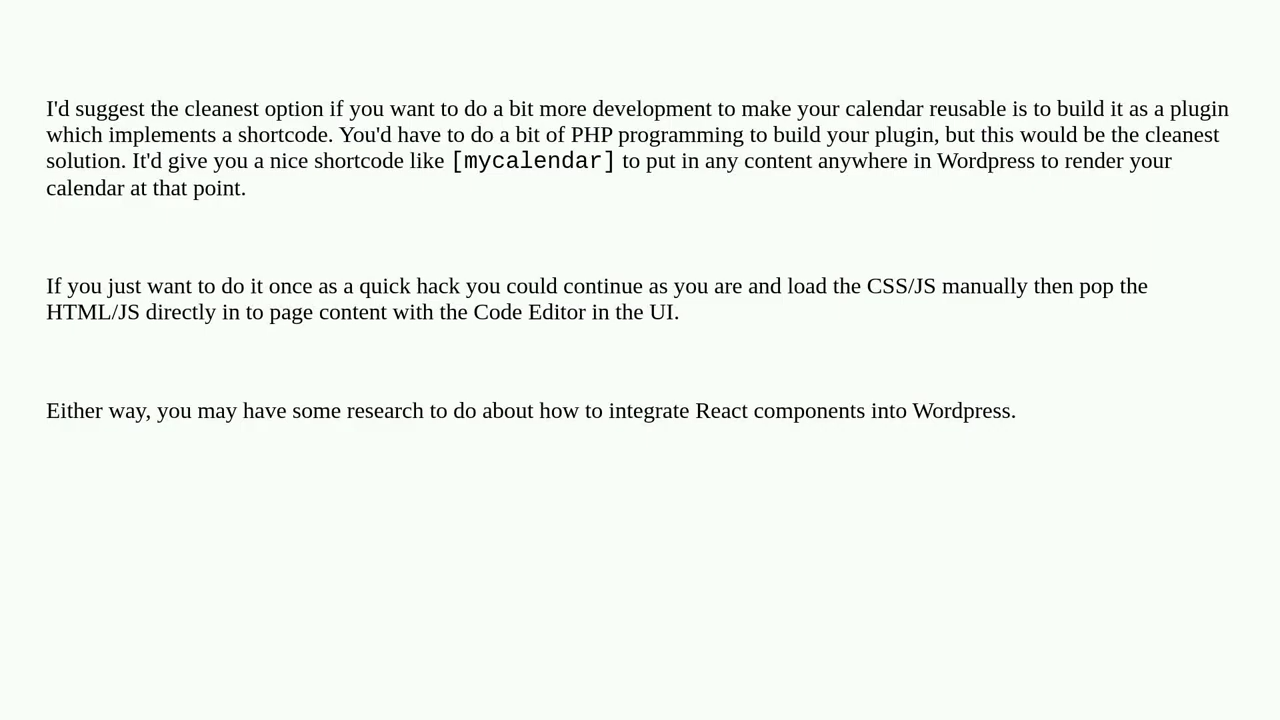 I'd suggest the cleanest option if you want to do a bit more development to make your calendar reusable is to build it as a plugin
which implements a shortcode. You'd have to do a bit of PHP programming to build your plugin, but this would be the cleanest
solution. It'd give you a nice shortcode like [mycalendar] to put in any content anywhere in Wordpress to render your
calendar at that point.
If you just want to do it once as a quick hack you could continue as you are and load the CSS/JS manually then pop the
HTML/JS directly in to page content with the Code Editor in the UI.
Either way, you may have some research to do about how to integrate React components into Wordpress.